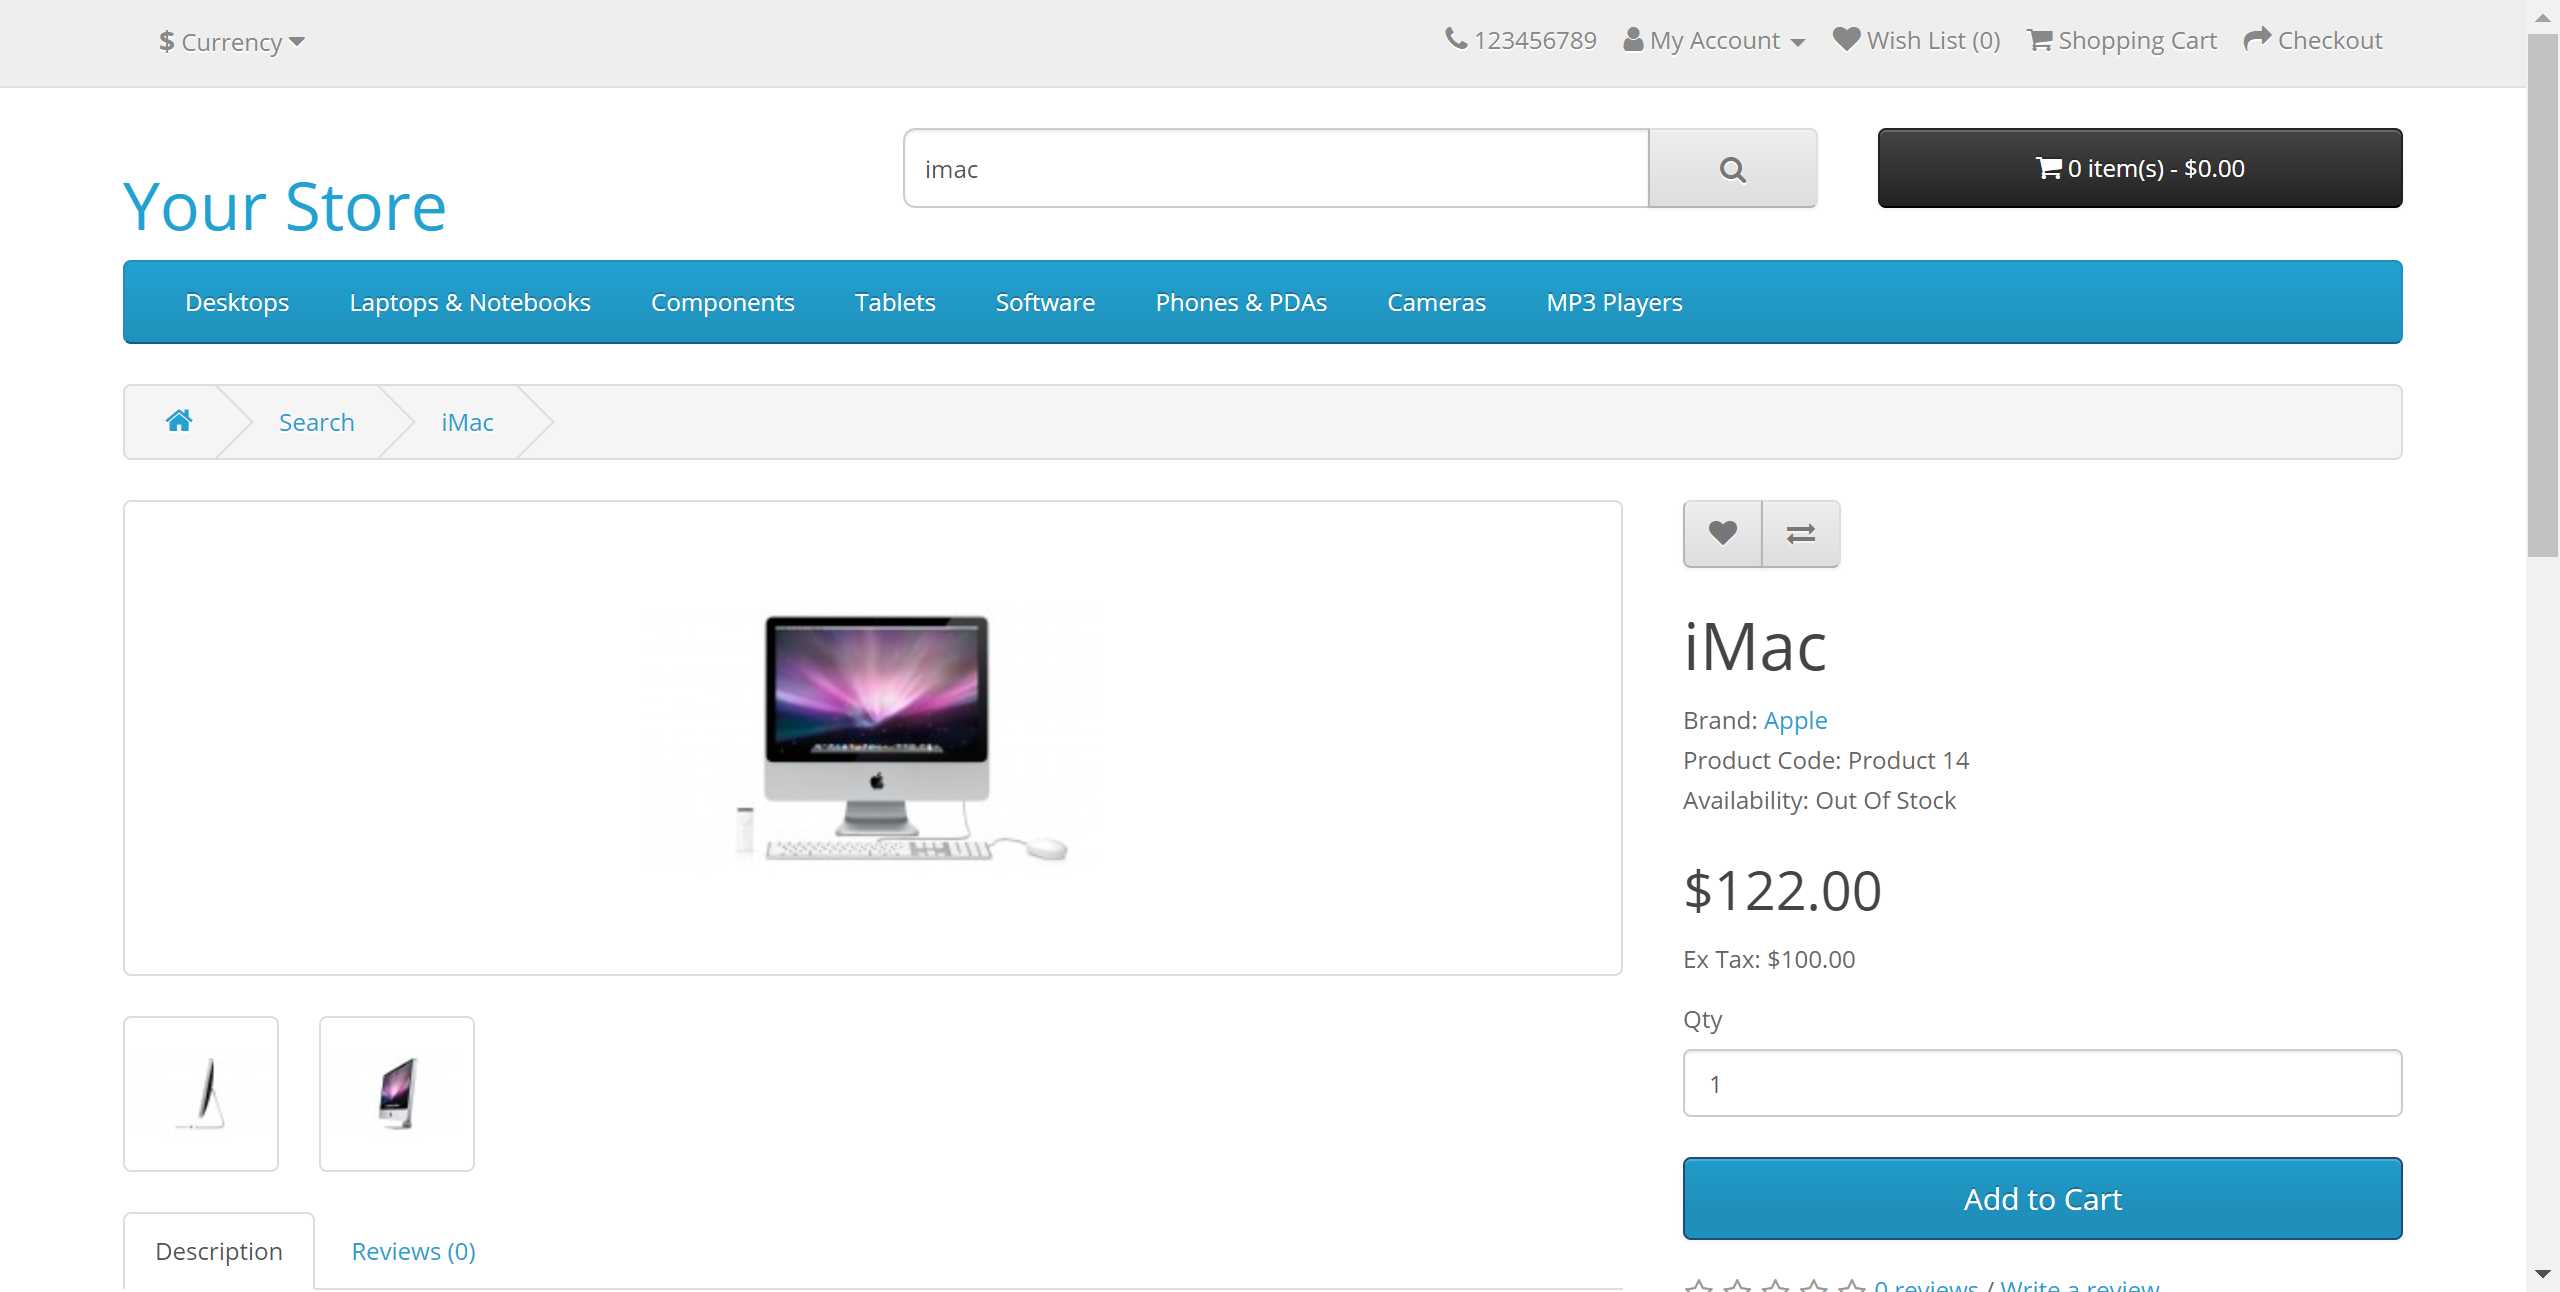 $ Currency
123456789 My Account Wish List (0) Shopping Cart Checkout
imac
0 item(s) - $0.00
Your Store
Desktops Laptops & Notebooks Components Tablets Software Phones & PDAs Cameras MP3 Players
Search iMac
iMac
Brand: Apple
Product Code: Product 14
Availability: Out Of Stock
$122.00
Ex Tax: $100.00
Qty
1
Add to Cart
Description Reviews (0)
0 reviews / Write a review